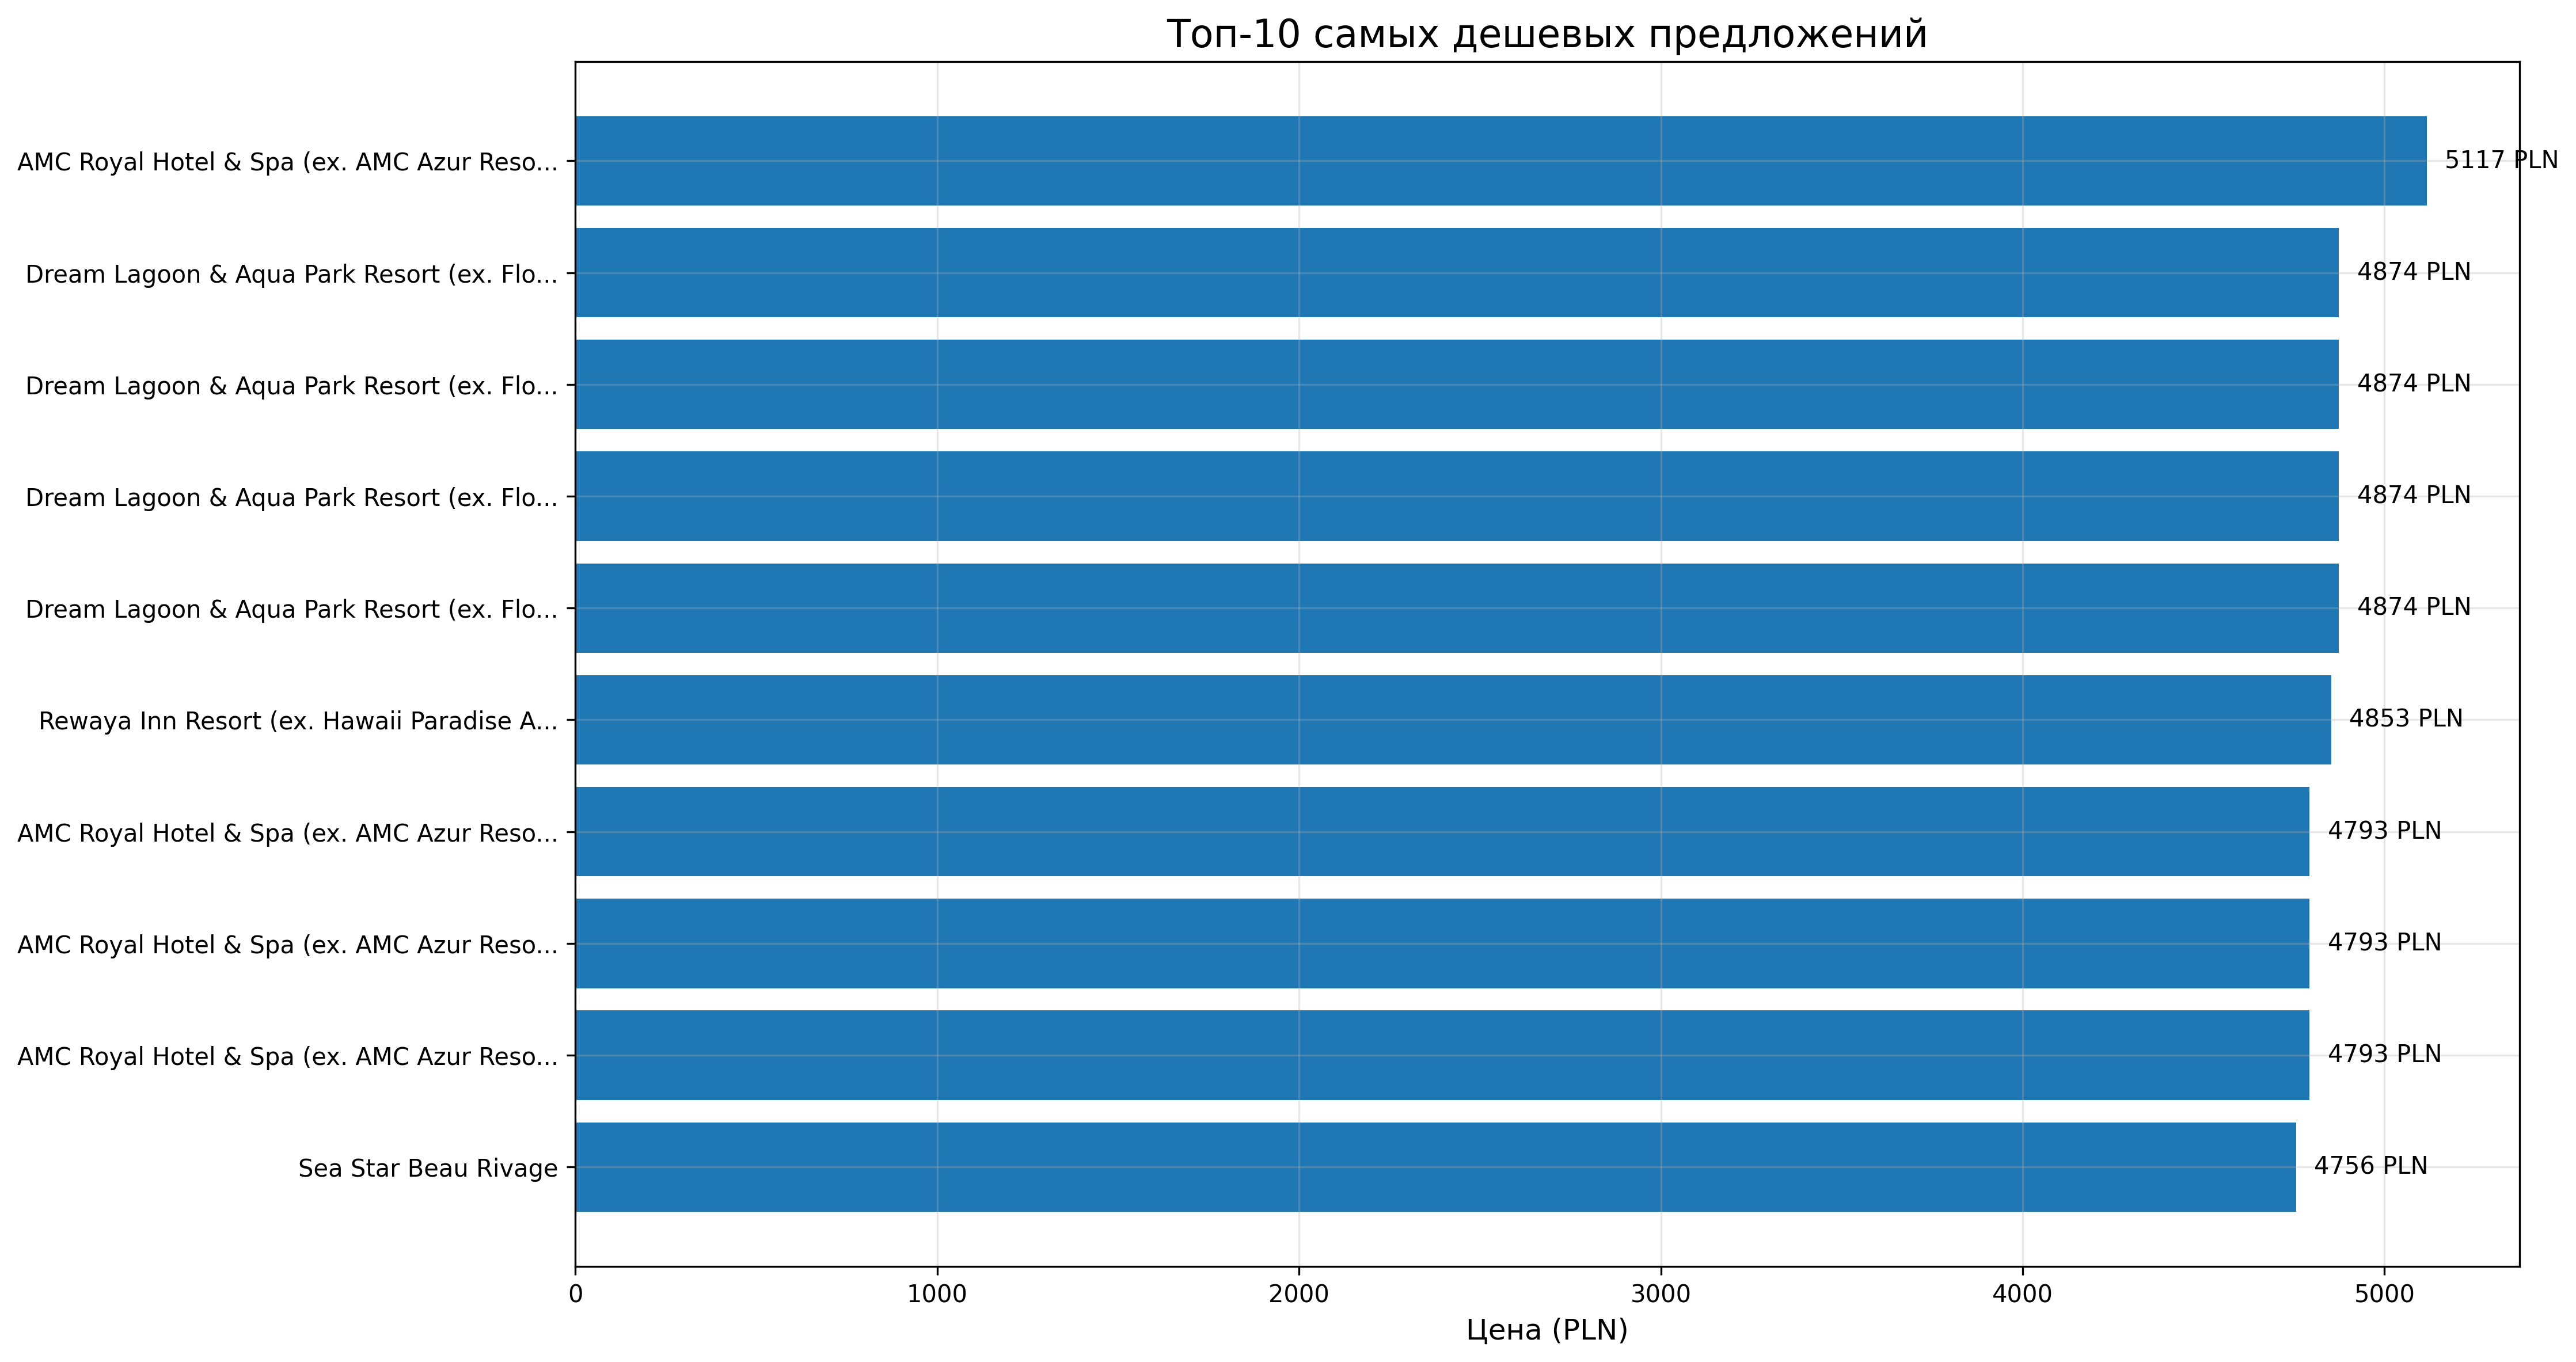 Топ-10 самых дешевых предложений
AMC Royal Hotel & Spa (ex. AMC Azur Reso... 5117 PLN
Dream Lagoon & Aqua Park Resort (ex. Flo... 4874 PLN
Dream Lagoon & Aqua Park Resort (ex. Flo... 4874 PLN
Dream Lagoon & Aqua Park Resort (ex. Flo... 4874 PLN
Dream Lagoon & Aqua Park Resort (ex. Flo... 4874 PLN
Rewaya Inn Resort (ex. Hawaii Paradise A... 4853 PLN
AMC Royal Hotel & Spa (ex. AMC Azur Reso... 4793 PLN
AMC Royal Hotel & Spa (ex. AMC Azur Reso... 4793 PLN
AMC Royal Hotel & Spa (ex. AMC Azur Reso... 4793 PLN
Sea Star Beau Rivage 4756 PLN
0 1000 2000 3000 4000 5000
Цена (PLN)